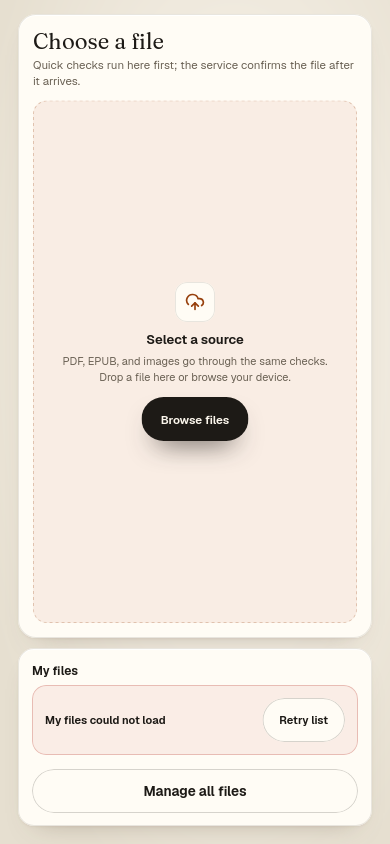 Choose a file
Quick checks run here first; the service confirms the file after
it arrives.
Select a source
PDF, EPUB, and images go through the same checks.
Drop a file here or browse your device.
Browse files
My files
My files could not load
Retry list
Manage all files